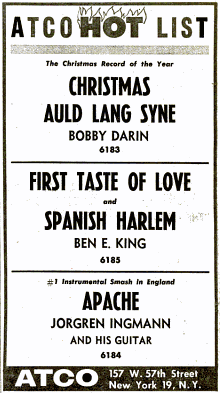 ATCO HOT LIST
The Christmas Record of the Year
CHRISTMAS
AULD LANG SYNE
BOBBY DARIN
6183
FIRST TASTE OF LOVE
and
SPANISH HARLEM
BEN E. KING
6185
#1 Instrumental Smash in England
APACHE
JORGREN INGMANN
AND HIS GUITAR
6184
ATCO
157 W. 57th Street
New York 19, N. Y.